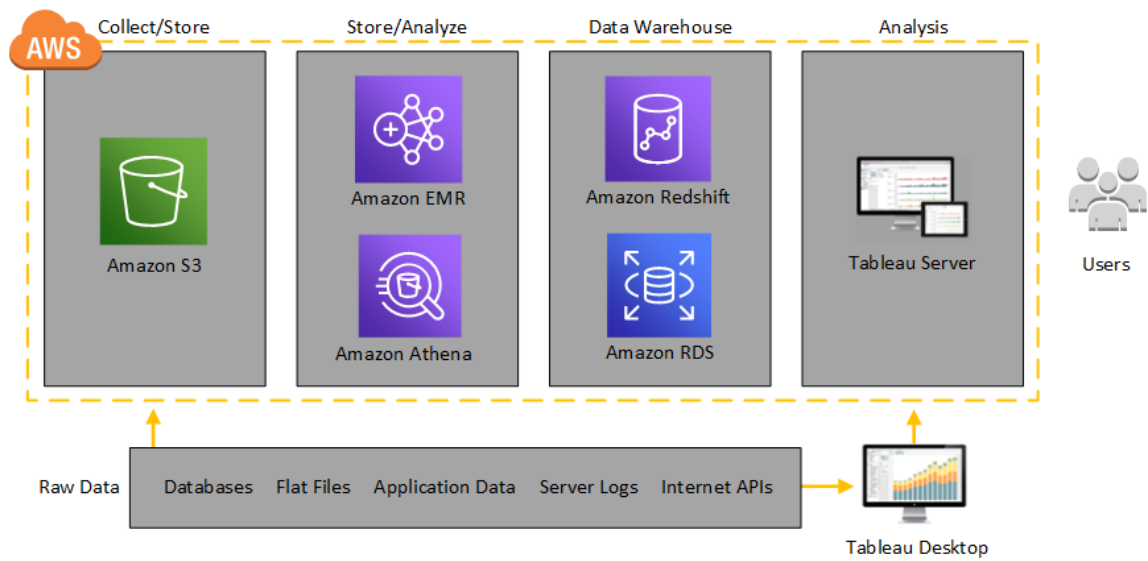 Collect/Store
Store/Analyze
Data Warehouse
Analysis
AWS
Amazon S3
Amazon EMR
Amazon Athena
Amazon Redshift
Amazon RDS
Tableau Server
Users
Raw Data
Databases
Flat Files
Application Data
Server Logs
Internet APIs
Tableau Desktop